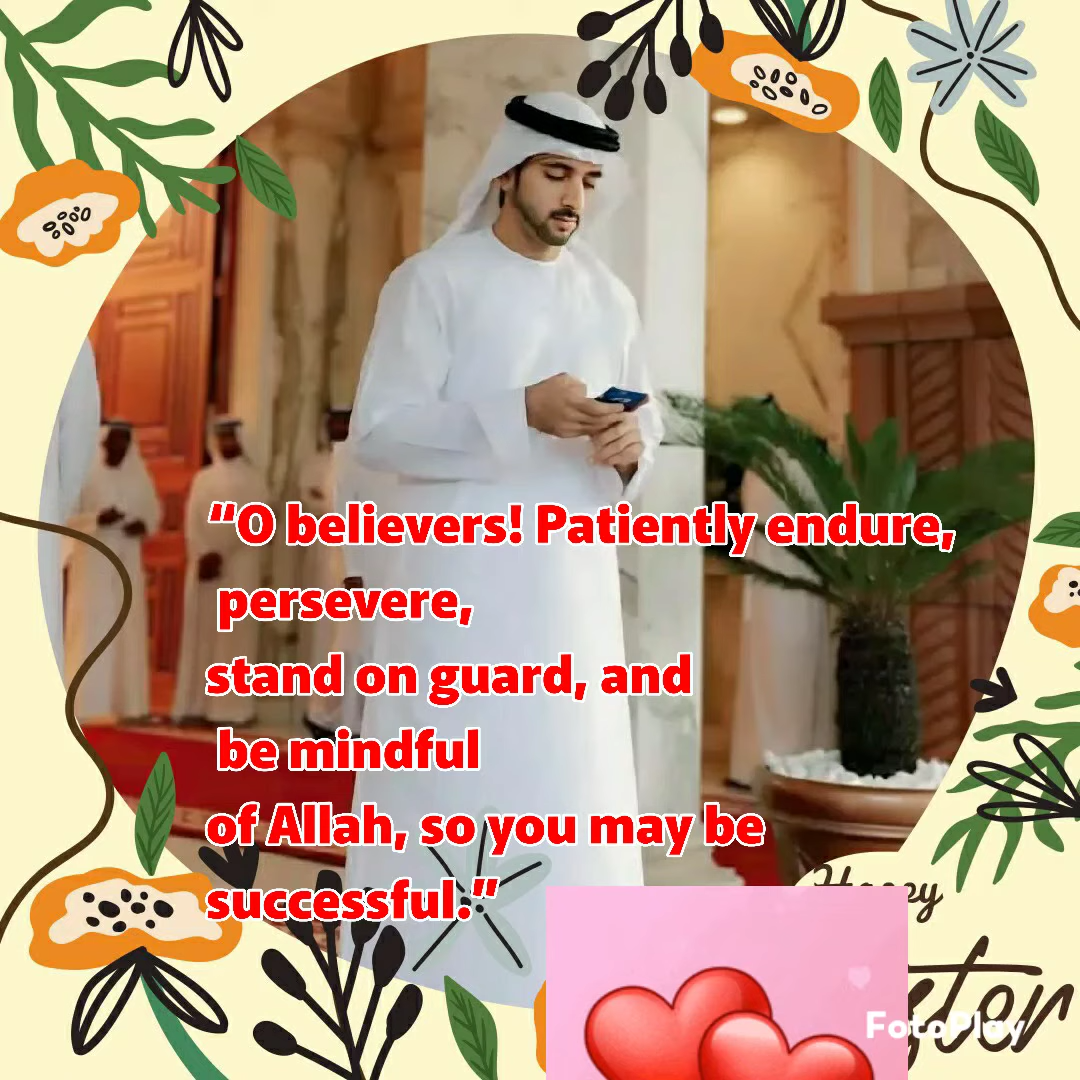 “O believers! Patiently endure,
persevere,
stand on guard, and
be mindful
of Allah, so you may be
successful.”
FotoPlay